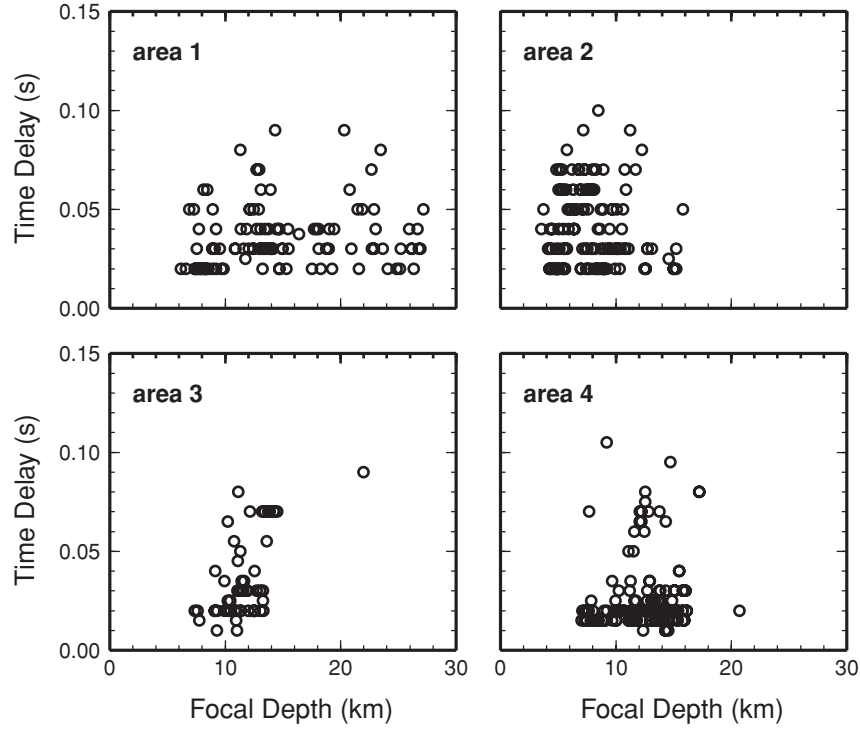 0.15
0.10
0.05
0.00
Time Delay (s)
area 1
area 2
0.15
0.10
0.05
0.00
Time Delay (s)
area 3
area 4
0 10 20 30
0 10 20 30
Focal Depth (km)
Focal Depth (km)